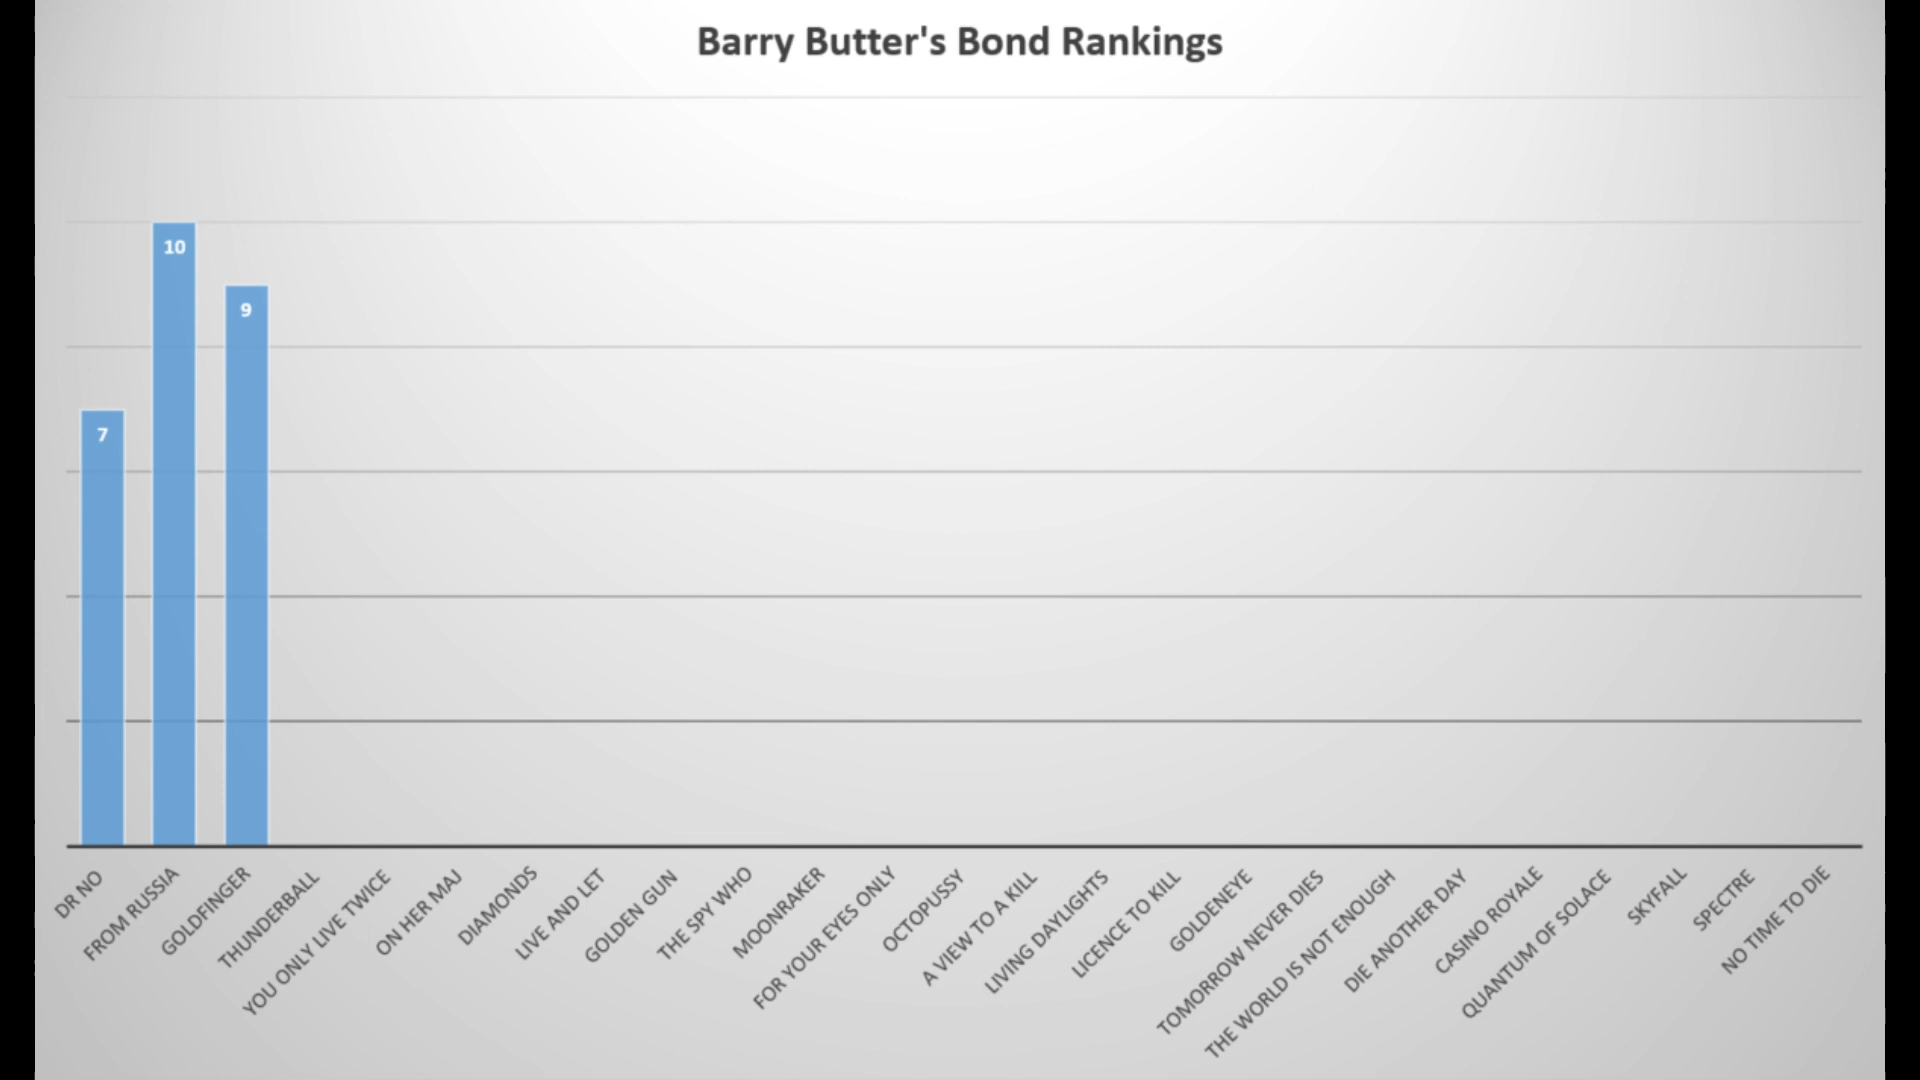 Barry Butter's Bond Rankings
10
9
7
DR NO
FROM RUSSIA
GOLDFINGER
THUNDERBALL
YOU ONLY LIVE TWICE
ON HER MAJ
DIAMONDS
LIVE AND LET
GOLDEN GUN
THE SPY WHO
MOONRAKER
FOR YOUR EYES ONLY
OCTOPUSSY
A VIEW TO A KILL
LIVING DAYLIGHTS
LICENCE TO KILL
GOLDENEYE
TOMORROW NEVER DIES
THE WORLD IS NOT ENOUGH
DIE ANOTHER DAY
CASINO ROYALE
QUANTUM OF SOLACE
SKYFALL
SPECTRE
NO TIME TO DIE